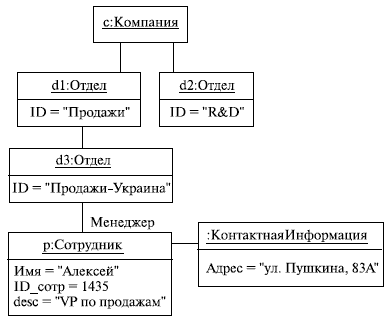 c:Компания
d1:Отдел
ID = "Продажи"
d2:Отдел
ID = "R&D"
d3:Отдел
ID = "Продажи-Украина"
Менеджер
p:Сотрудник
Имя = "Алексей"
ID_сотр = 1435
desc = "VP по продажам"
:КонтактнаяИнформация
Адрес = "ул. Пушкина, 83А"